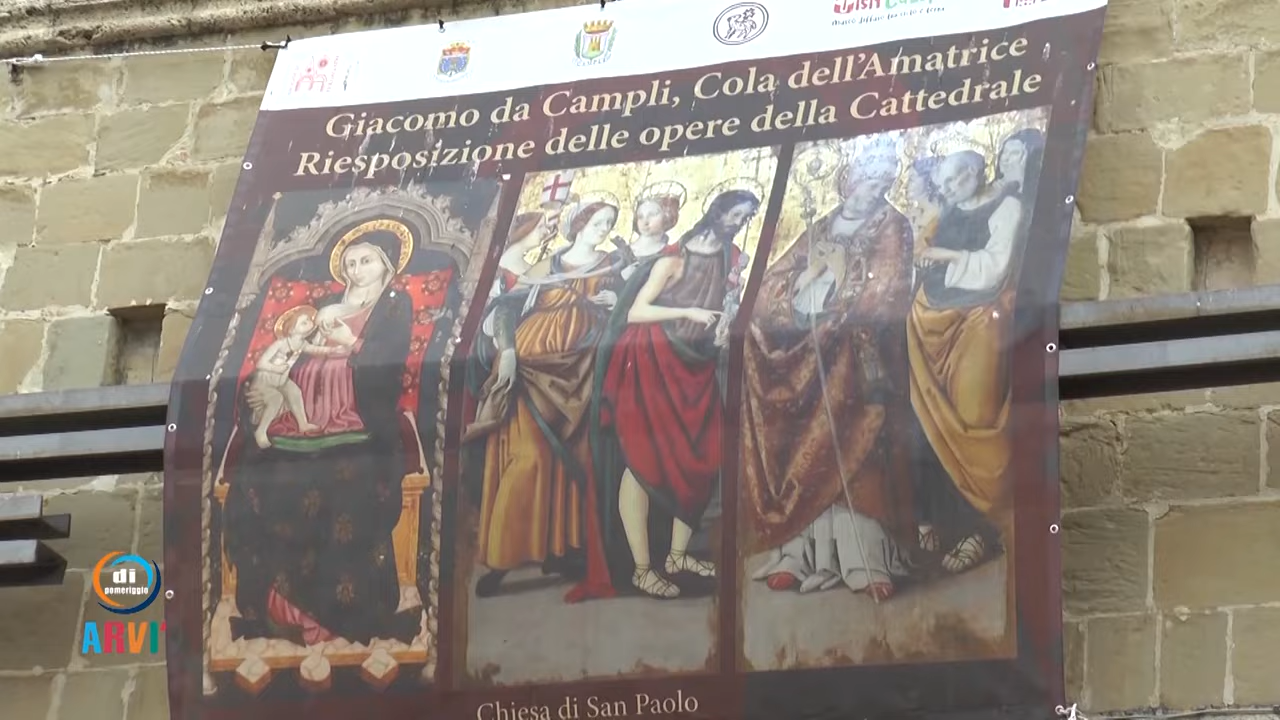 Giacomo da Campli, Cola dell'Amatrice
Riesposizione delle opere della Cattedrale
Chiesa di San Paolo
di
pomeriggio
ARVI